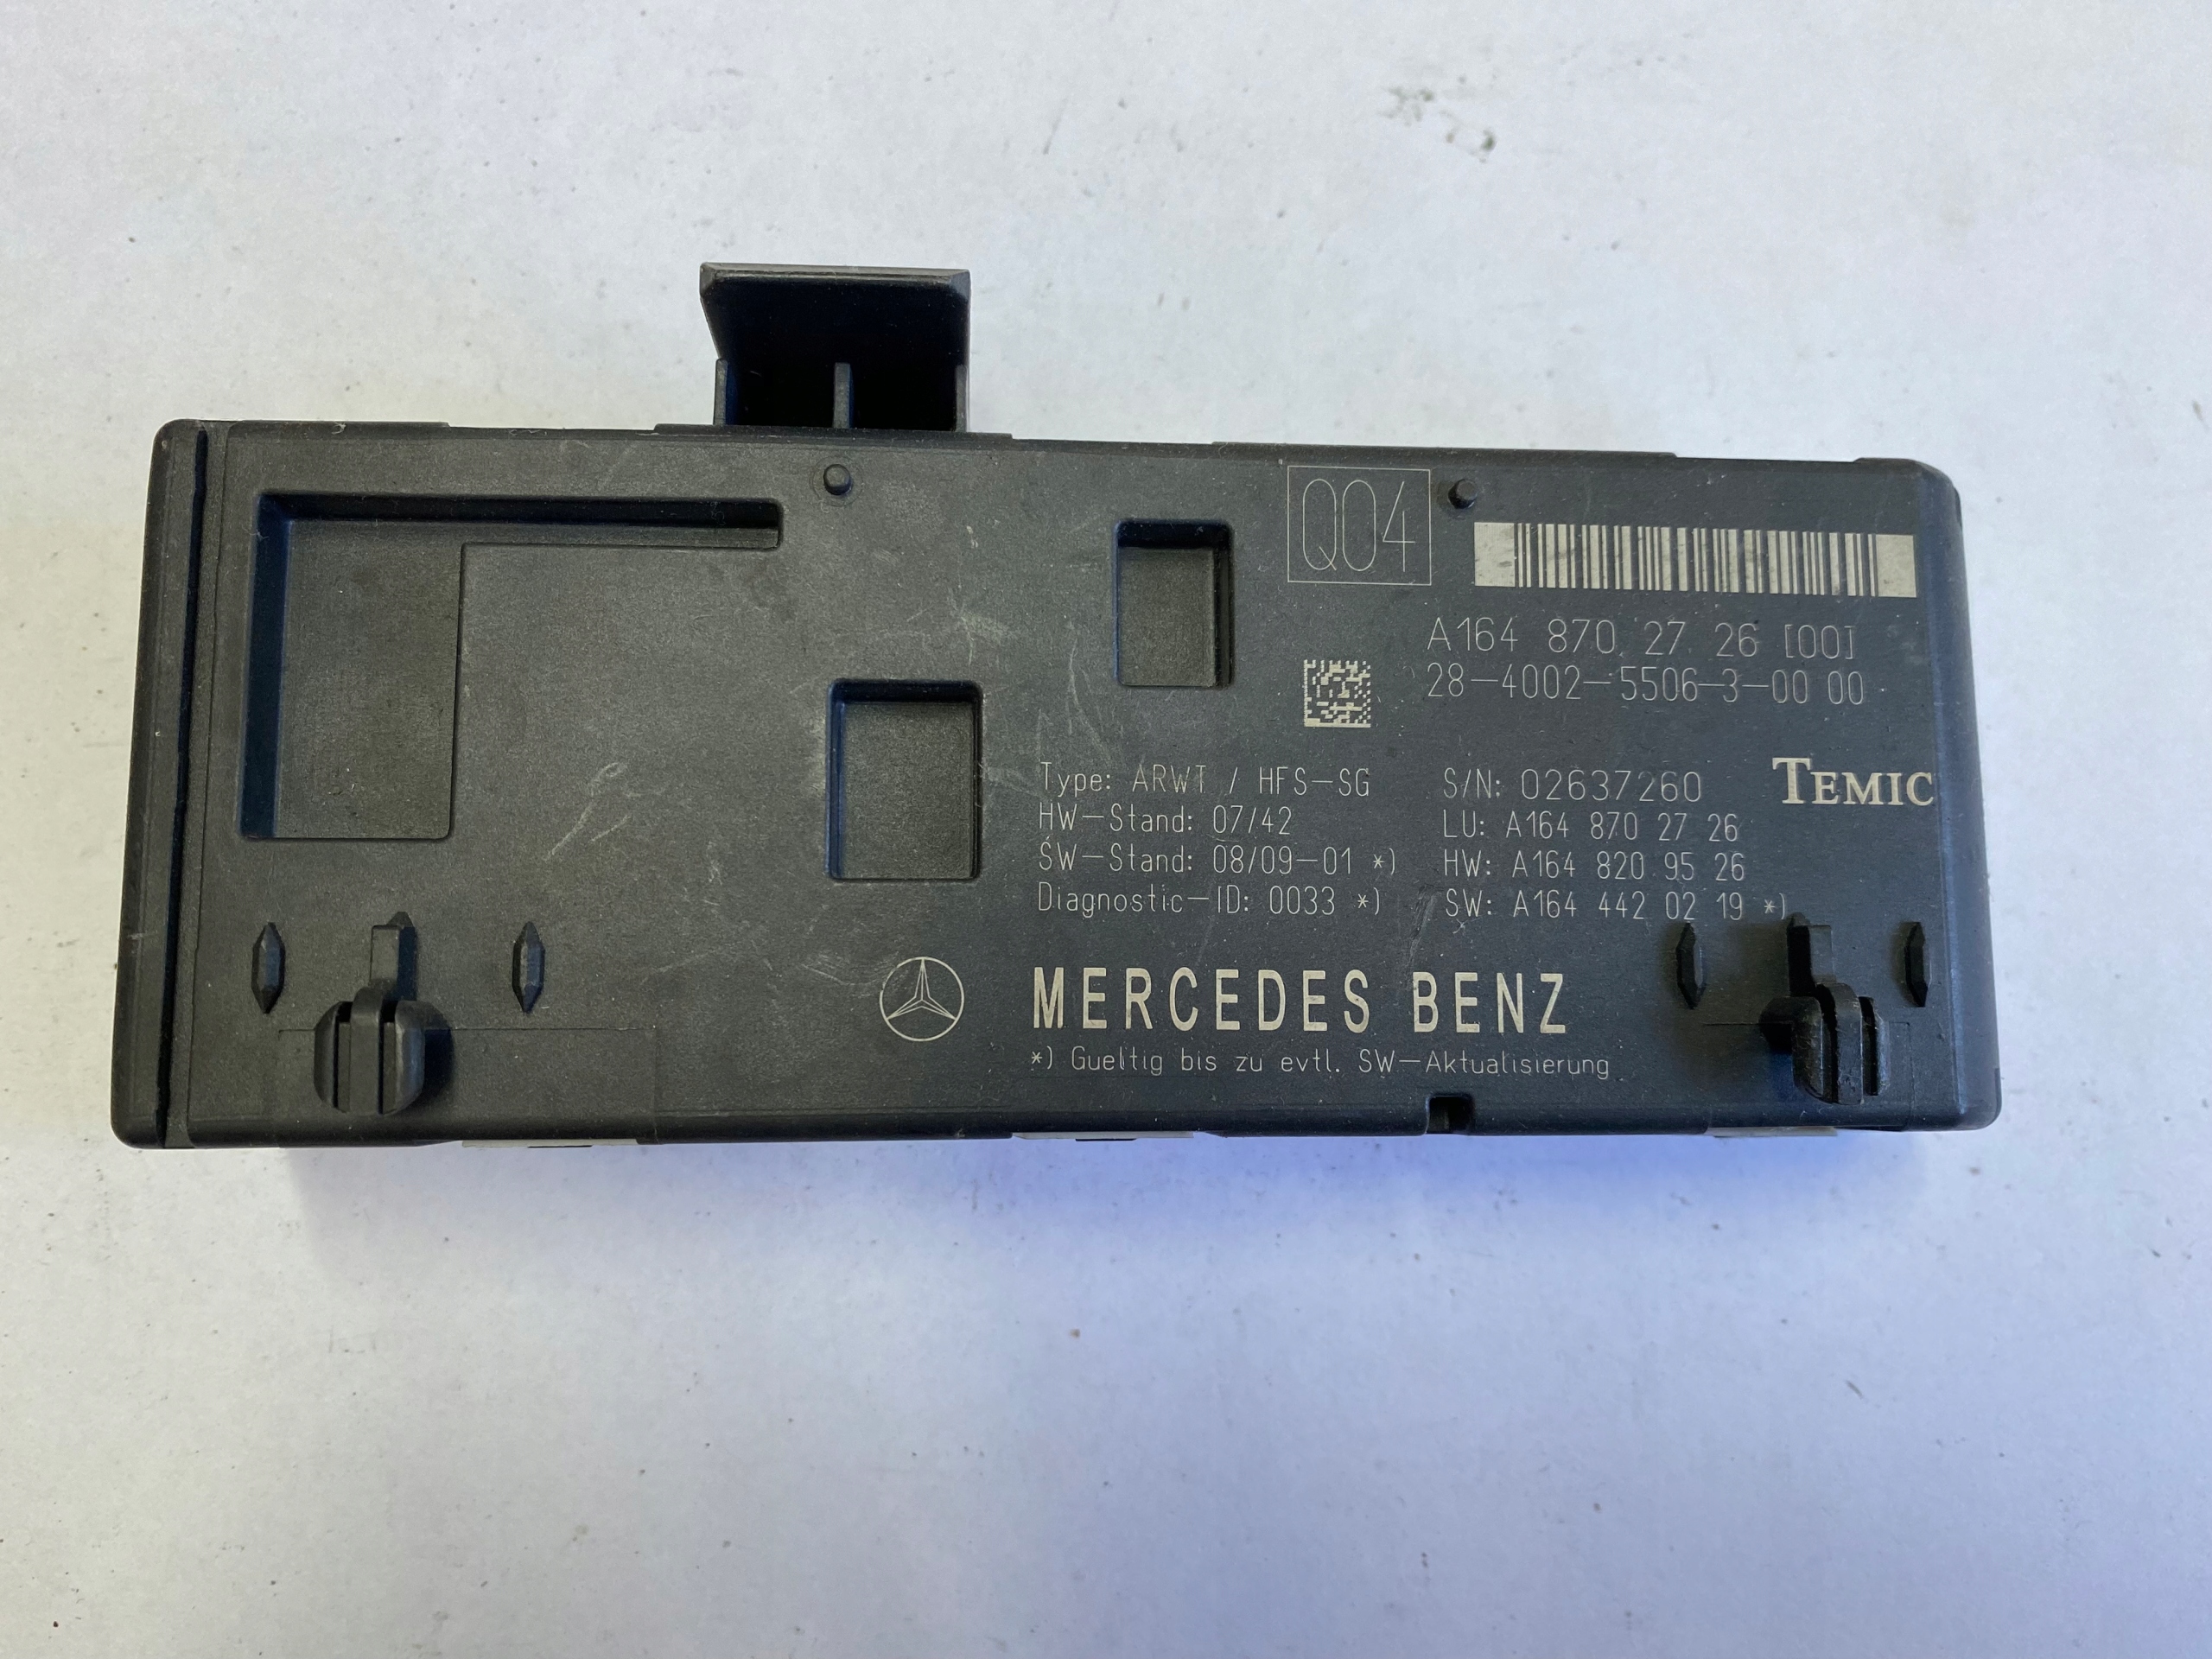 Q04
A164 870 27 26 [00]
28-4002-5506-3-00 00
TEMIC
Type: ARWT / HFS-SG
HW-Stand: 07/42
SW-Stand: 08/09-01 *)
Diagnostic-ID: 0033 *)
S/N: 02637260
LU: A164 870 27 26
HW: A164 820 95 26
SW: A164 442 02 19 *)
MERCEDES BENZ
*) Gueltig bis zu evtl. SW-Aktualisierung